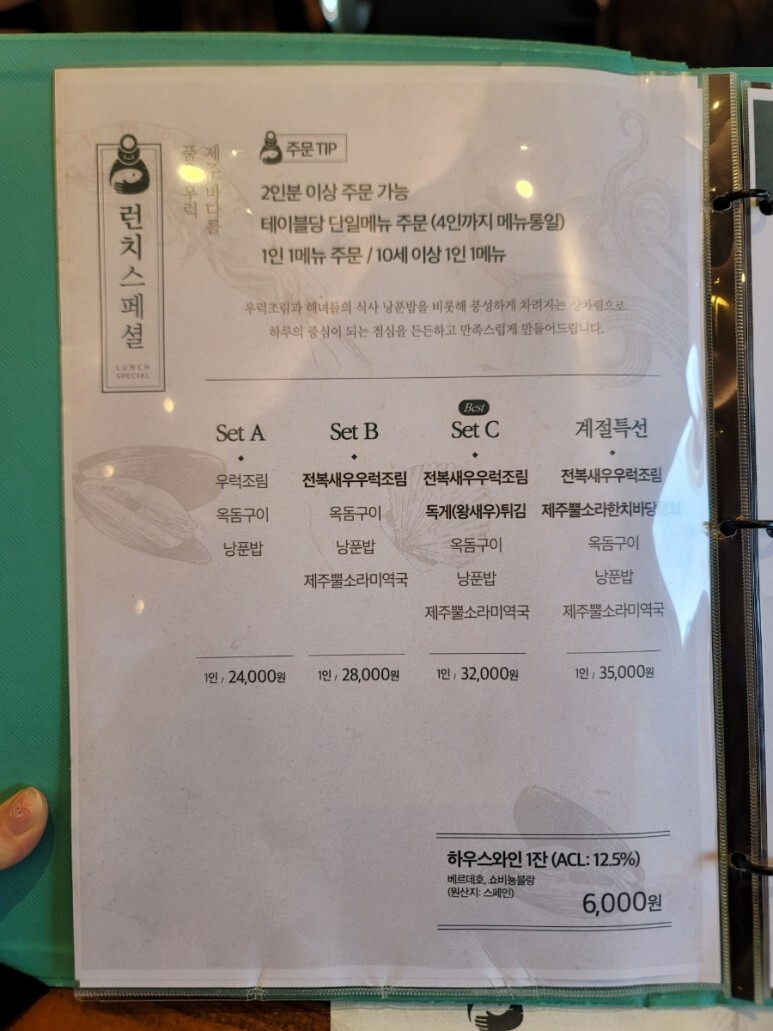 런치스페셜
LUNCH
SPECIAL
제주바다를
품은우럭
주문TIP
2인분 이상 주문 가능
테이블당 단일메뉴 주문 (4인까지 메뉴통일)
1인 1메뉴 주문 / 10세 이상 1인 1메뉴
우럭조림과 해녀들의 식사 낭푼밥을 비롯해 풍성하게 차려지는 상차림으로
하루의 중심이 되는 점심을 든든하고 만족스럽게 만들어드립니다.
Set A
우럭조림
옥돔구이
낭푼밥
1인 / 24,000원
Set B
전복새우우럭조림
옥돔구이
낭푼밥
제주뿔소라미역국
1인 / 28,000원
Best
Set C
전복새우우럭조림
독게(왕새우)튀김
옥돔구이
낭푼밥
제주뿔소라미역국
1인 / 32,000원
계절특선
전복새우우럭조림
제주뿔소라한치바당물회
옥돔구이
낭푼밥
제주뿔소라미역국
1인 / 35,000원
하우스와인 1잔 (ACL: 12.5%)
베르데호, 쇼비뇽블랑
(원산지: 스페인)
6,000원